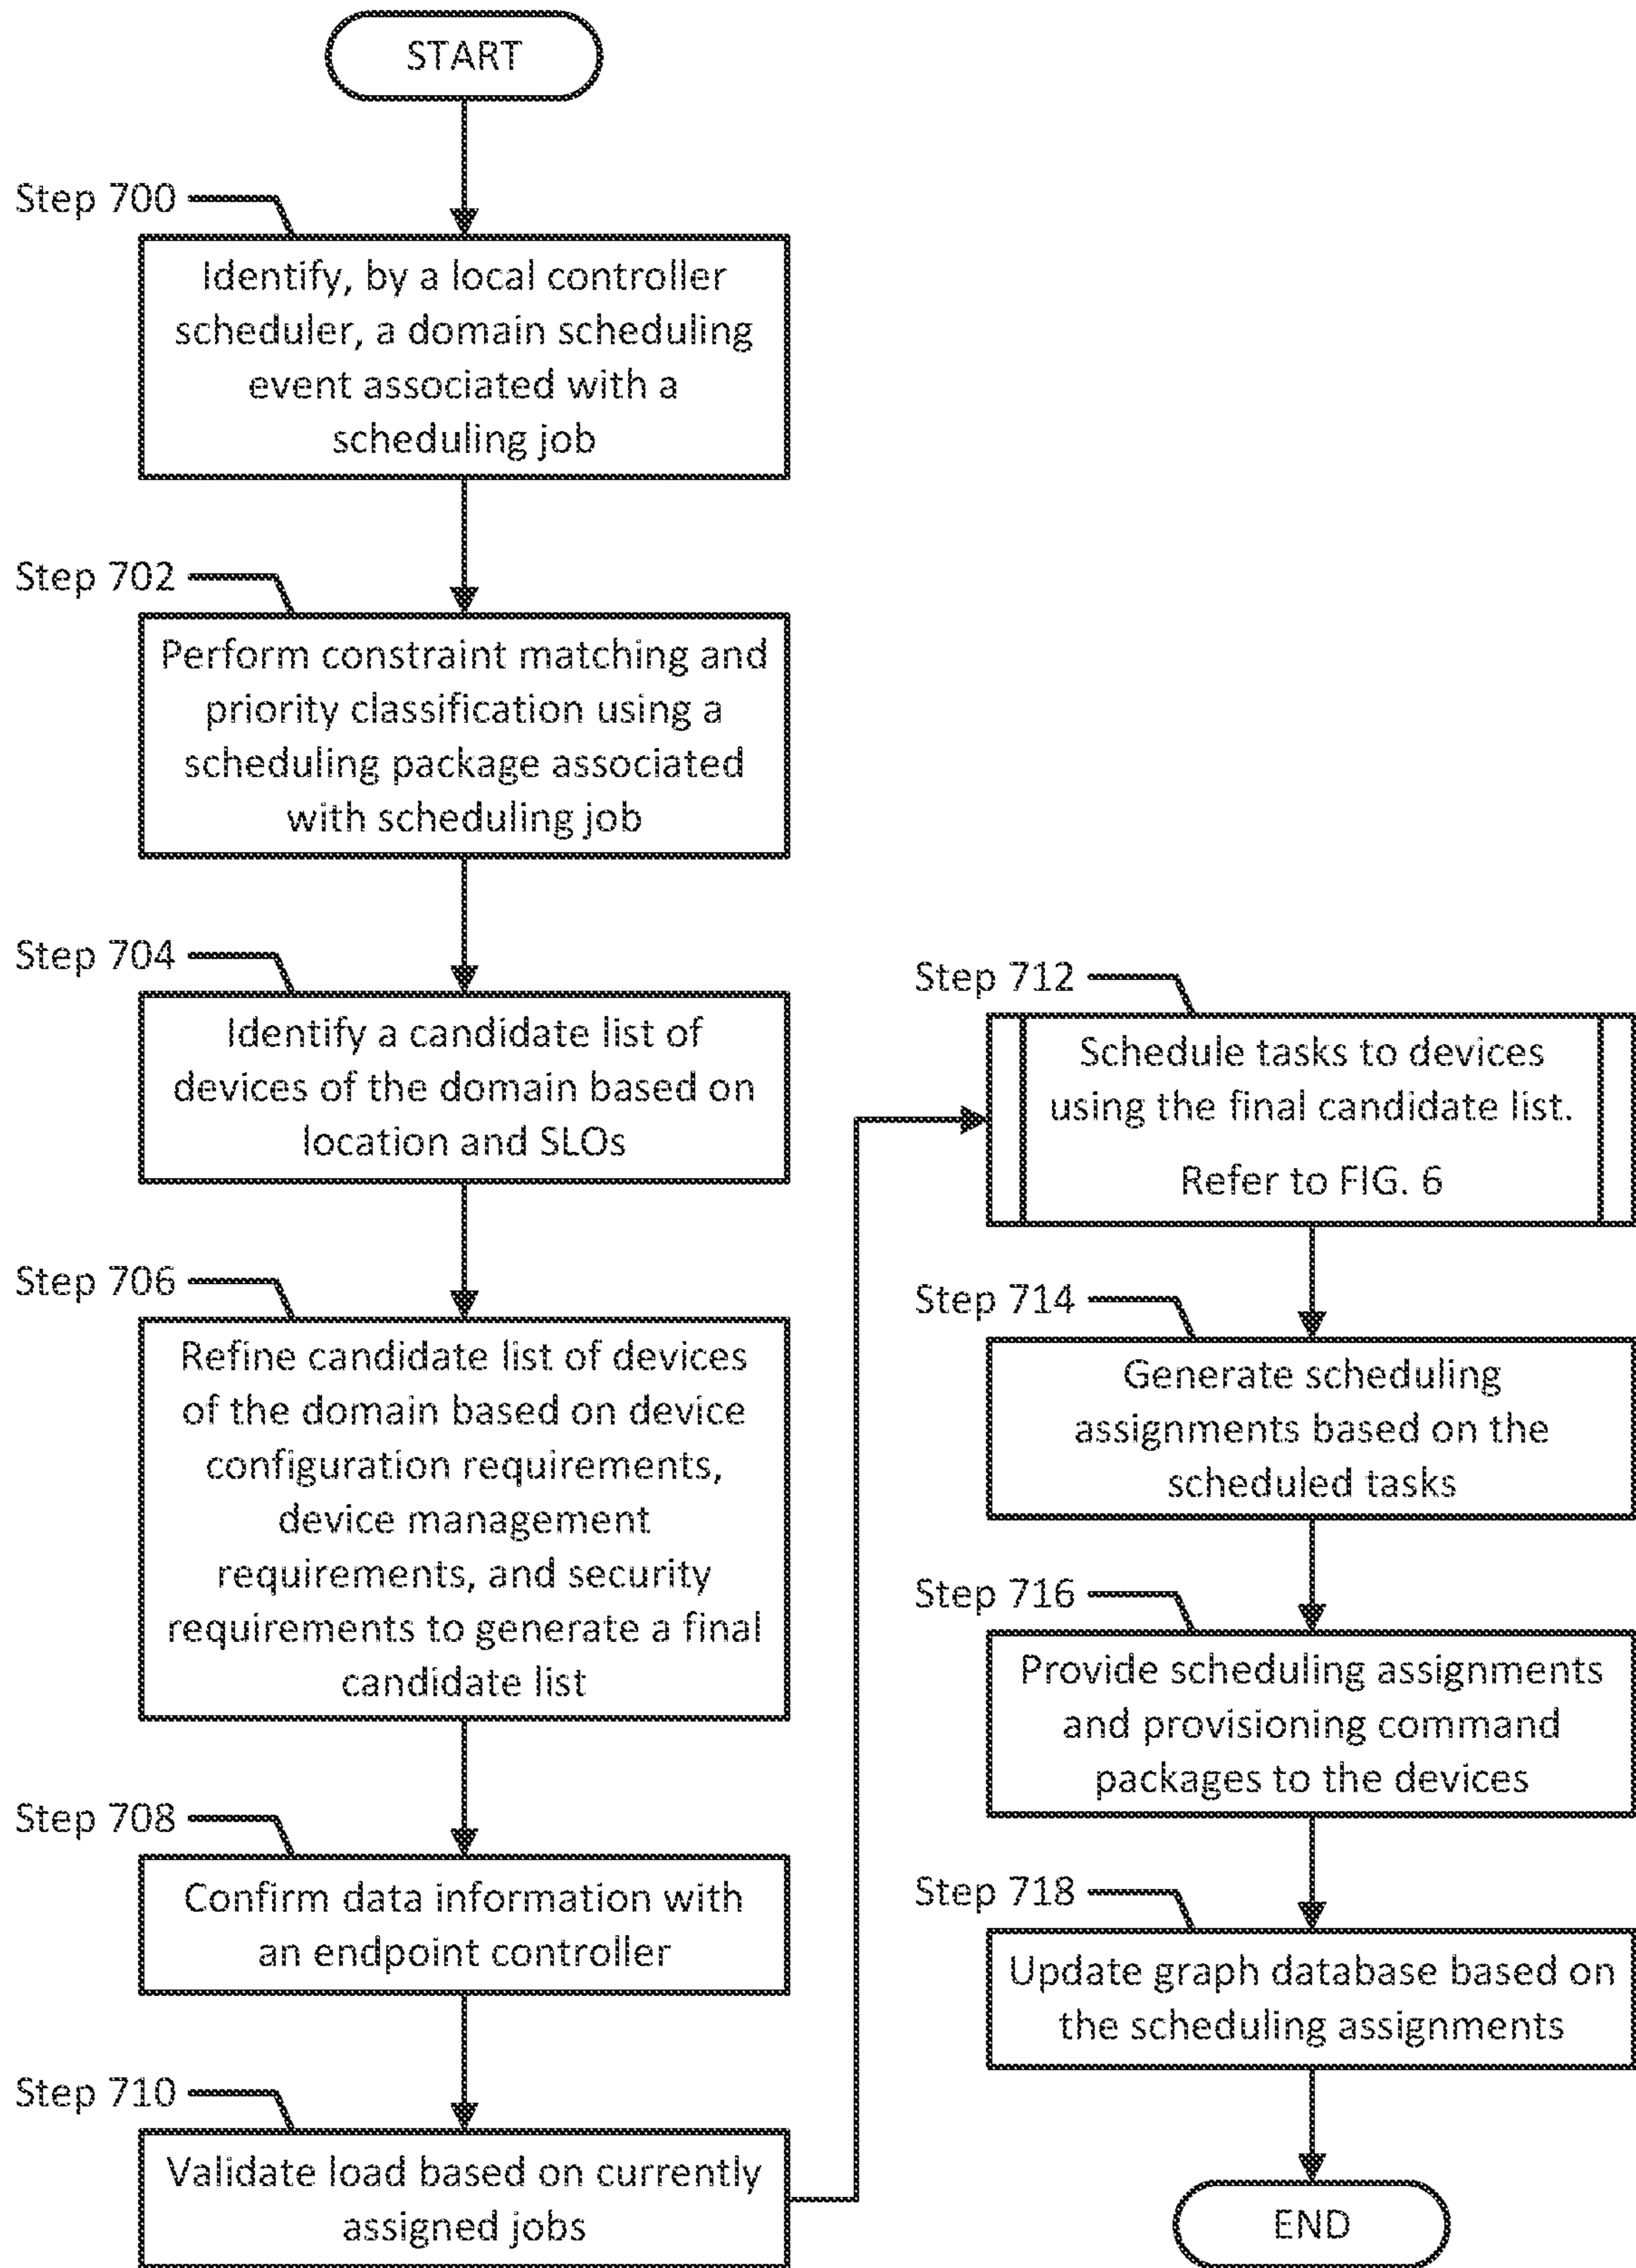 START
Step 700
Identify, by a local controller
scheduler, a domain scheduling
event associated with a
scheduling job
Step 702
Perform constraint matching and
priority classification using a
scheduling package associated
with scheduling job
Step 704
Identify a candidate list of
devices of the domain based on
location and SLOs
Step 706
Refine candidate list of devices
of the domain based on device
configuration requirements,
device management
requirements, and security
requirements to generate a final
candidate list
Step 708
Confirm data information with
an endpoint controller
Step 710
Validate load based on currently
assigned jobs
Step 712
Schedule tasks to devices
using the final candidate list.
Refer to FIG. 6
Step 714
Generate scheduling
assignments based on the
scheduled tasks
Step 716
Provide scheduling assignments
and provisioning command
packages to the devices
Step 718
Update graph database based on
the scheduling assignments
END